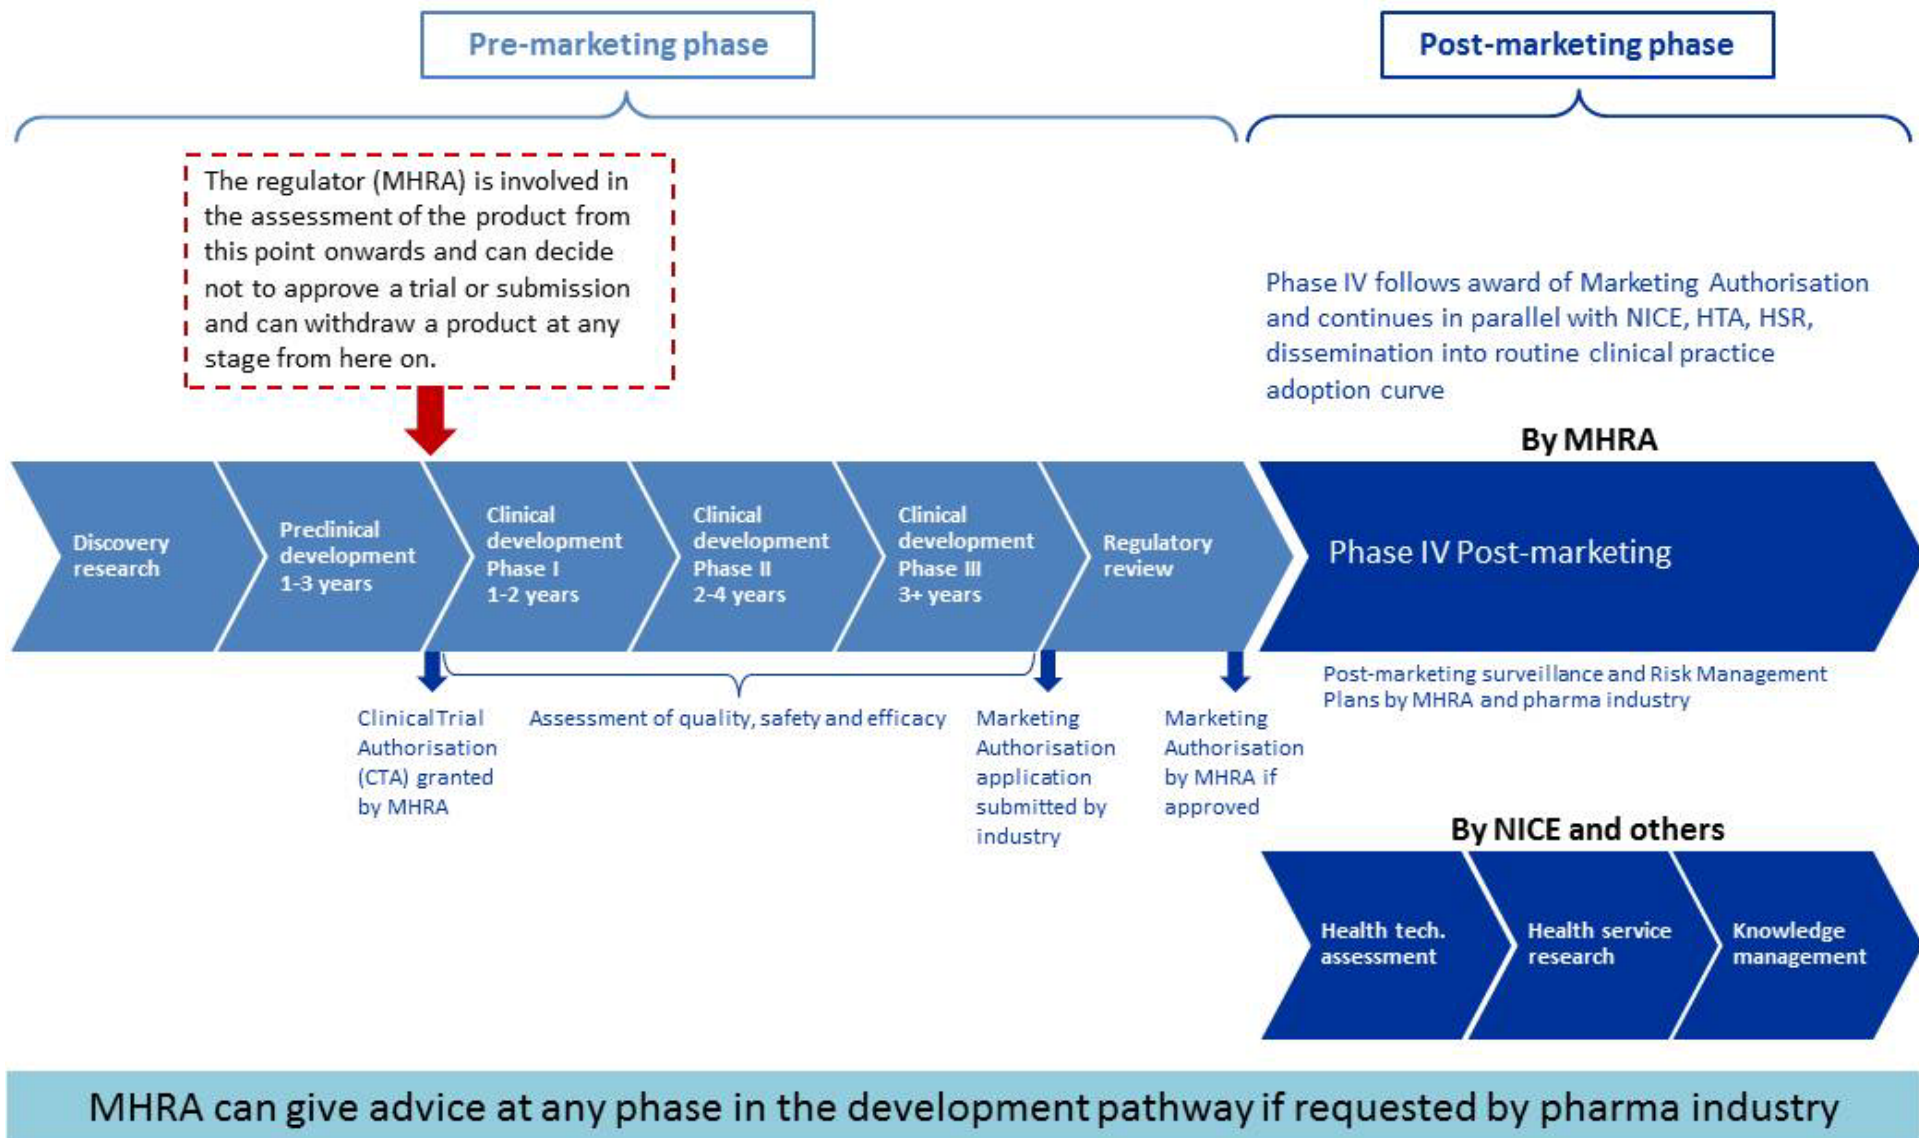 Pre-marketing phase
Post-marketing phase
The regulator (MHRA) is involved in
the assessment of the product from
this point onwards and can decide
not to approve a trial or submission
and can withdraw a product at any
stage from here on.
Phase IV follows award of Marketing Authorisation
and continues in parallel with NICE, HTA, HSR,
dissemination into routine clinical practice
adoption curve
By MHRA
Discovery
research
Preclinical
development
1-3 years
Clinical
development
Phase I
1-2 years
Clinical
development
Phase II
2-4 years
Clinical
development
Phase III
3+ years
Regulatory
review
Phase IV Post-marketing
Clinical Trial
Authorisation
(CTA) granted
by MHRA
Assessment of quality, safety and efficacy
Marketing
Authorisation
application
submitted by
industry
Marketing
Authorisation
by MHRA if
approved
Post-marketing surveillance and Risk Management
Plans by MHRA and pharma industry
By NICE and others
Health tech.
assessment
Health service
research
Knowledge
management
MHRA can give advice at any phase in the development pathway if requested by pharma industry